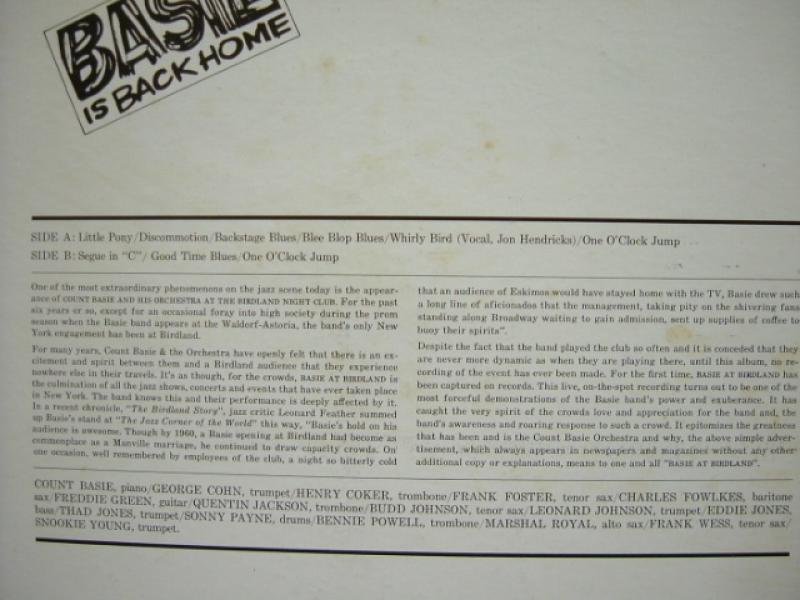 BASIE
IS BACK HOME
SIDE A: Little Pony/Discommotion/Backstage Blues/Blee Blop Blues/Whirly Bird (Vocal, Jon Hendricks)/One O'Clock Jump
SIDE B: Segue in "C"/ Good Time Blues/One O'Clock Jump
One of the most extraordinary phenemenons on the jazz scene today is the appear-
ance of COUNT BASIE AND HIS ORCHESTRA AT THE BIRDLAND NIGHT CLUB. For the past
six years or so, except for an occasional foray into high society during the prom
season when the Basie band appears at the Waldorf-Astoria, the band's only New
York engagement has been at Birdland.
For many years, Count Basie & the Orchestra have openly felt that there is an ex-
citement and spirit between them and a Birdland audience that they experience
nowhere else in their travels. It's as though, for the crowds, BASIE AT BIRDLAND is
the culmination of all the jazz shows, concerts and events that have ever taken place
in New York. The band knows this and their performance is deeply affected by it.
In a recent chronicle, "The Birdland Story", jazz critic Leonard Feather summed
up Basie's stand at "The Jazz Corner of the World" this way, "Basie's hold on his
audience is awesome. Though by 1960, a Basie opening at Birdland had become as
commonplace as a Manville marriage, he continued to draw capacity crowds. On
one occasion, well remembered by employees of the club, a night so bitterly cold
that an audience of Eskimos would have stayed home with the TV, Basie drew such
a long line of aficionados that the management, taking pity on the shivering fans
standing along Broadway waiting to gain admission, sent up supplies of coffee to
buoy their spirits".
Despite the fact that the band played the club so often and it is conceded that they
are never more dynamic as when they are playing there, until this album, no re-
cording of the event has ever been made. For the first time, BASIE AT BIRDLAND has
been captured on records. This live, on-the-spot recording turns out to be one of the
most forceful demonstrations of the Basie band's power and exuberance. It has
caught the very spirit of the crowds love and appreciation for the band and, the
band's awareness and roaring response to such a crowd. It epitomizes the greatness
that has been and is the Count Basie Orchestra and why, the above simple adver-
tisement, which always appears in newspapers and magazines without any other
additional copy or explanations, means to one and all "BASIE AT BIRDLAND".
COUNT BASIE, piano/GEORGE COHN, trumpet/HENRY COKER, trombone/FRANK FOSTER, tenor sax/CHARLES FOWLKES, baritone
sax/FREDDIE GREEN, guitar/QUENTIN JACKSON, trombone/BUDD JOHNSON, tenor sax/LEONARD JOHNSON, trumpet/EDDIE JONES,
bass/THAD JONES, trumpet/SONNY PAYNE, drums/BENNIE POWELL, trombone/MARSHAL ROYAL, alto sax/FRANK WESS, tenor sax/
SNOOKIE YOUNG, trumpet.